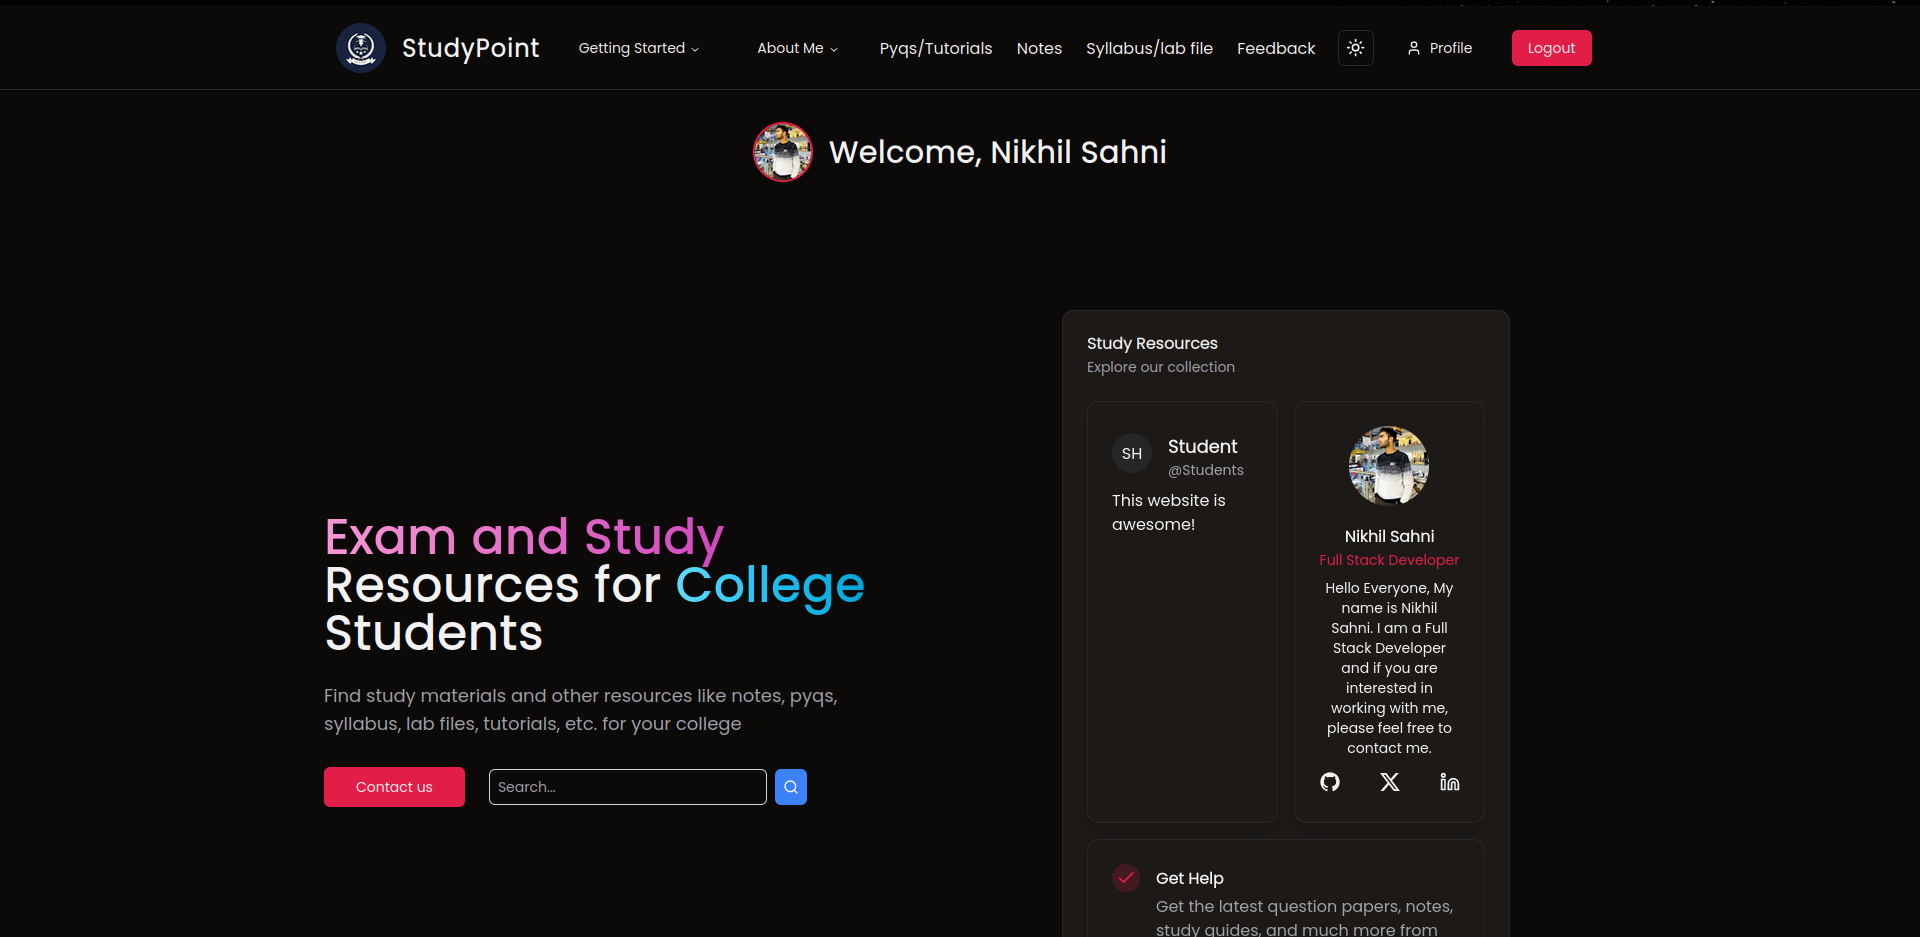 StudyPoint
Getting Started
About Me
Pyqs/Tutorials
Notes
Syllabus/lab file
Feedback
Profile
Logout
Welcome, Nikhil Sahni
Exam and Study
Resources for College
Students
Find study materials and other resources like notes, pyqs,
syllabus, lab files, tutorials, etc. for your college
Contact us
Search...
Study Resources
Explore our collection
SH
Student
@Students
This website is
awesome!
Nikhil Sahni
Full Stack Developer
Hello Everyone, My
name is Nikhil
Sahni. I am a Full
Stack Developer
and if you are
interested in
working with me,
please feel free to
contact me.
Get Help
Get the latest question papers, notes,
study guides, and much more from